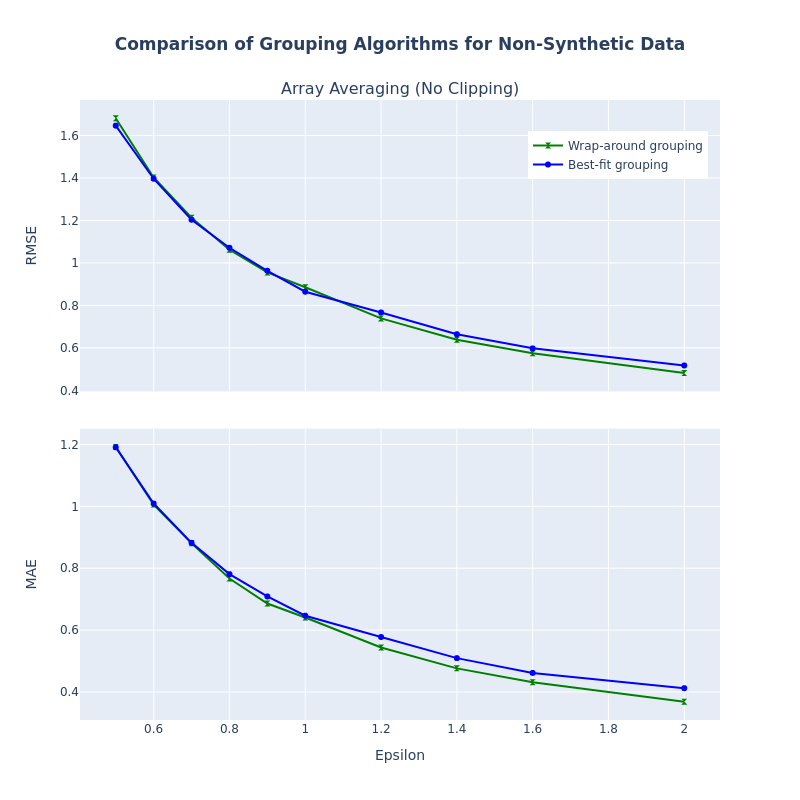 Comparison of Grouping Algorithms for Non-Synthetic Data
Array Averaging (No Clipping)
1.6
1.4
1.2
1
0.8
0.6
0.4
RMSE
Wrap-around grouping
Best-fit grouping
1.2
1
0.8
0.6
0.4
MAE
0.6 0.8 1 1.2 1.4 1.6 1.8 2
Epsilon